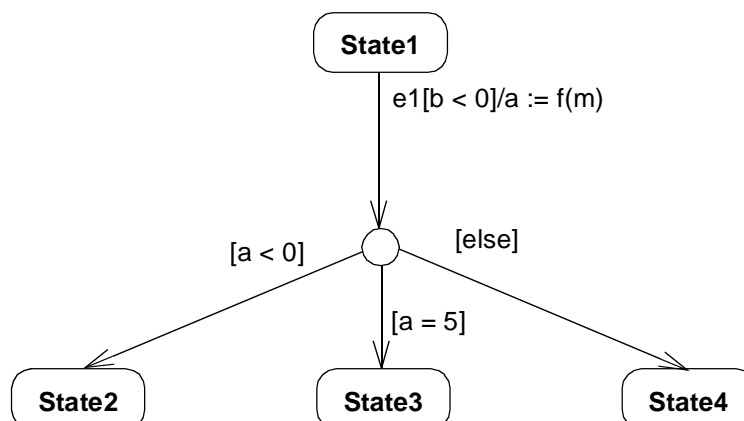 State1
e1[b < 0]/a := f(m)
[a < 0]
[else]
[a = 5]
State2
State3
State4